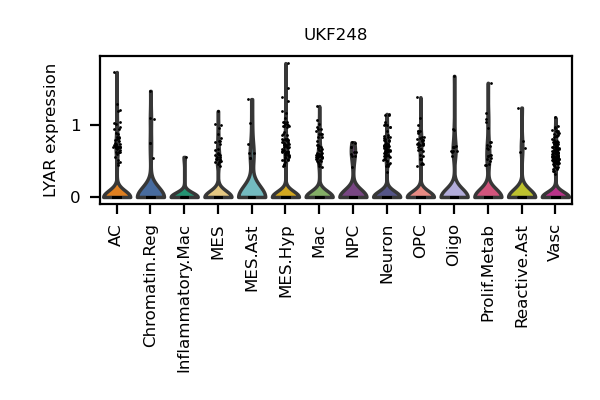 UKF248
LYAR expression
1
0
AC
Chromatin.Reg
Inflammatory.Mac
MES
MES.Ast
MES.Hyp
Mac
NPC
Neuron
OPC
Oligo
Prolif.Metab
Reactive.Ast
Vasc